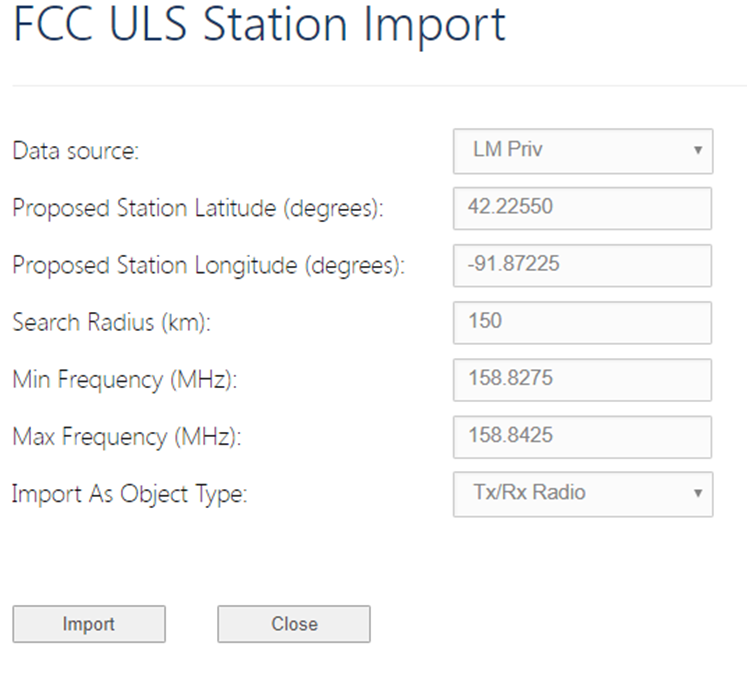 FCC ULS Station Import
Data source: LM Priv
Proposed Station Latitude (degrees): 42.22550
Proposed Station Longitude (degrees): -91.87225
Search Radius (km): 150
Min Frequency (MHz): 158.8275
Max Frequency (MHz): 158.8425
Import As Object Type: Tx/Rx Radio
Import Close